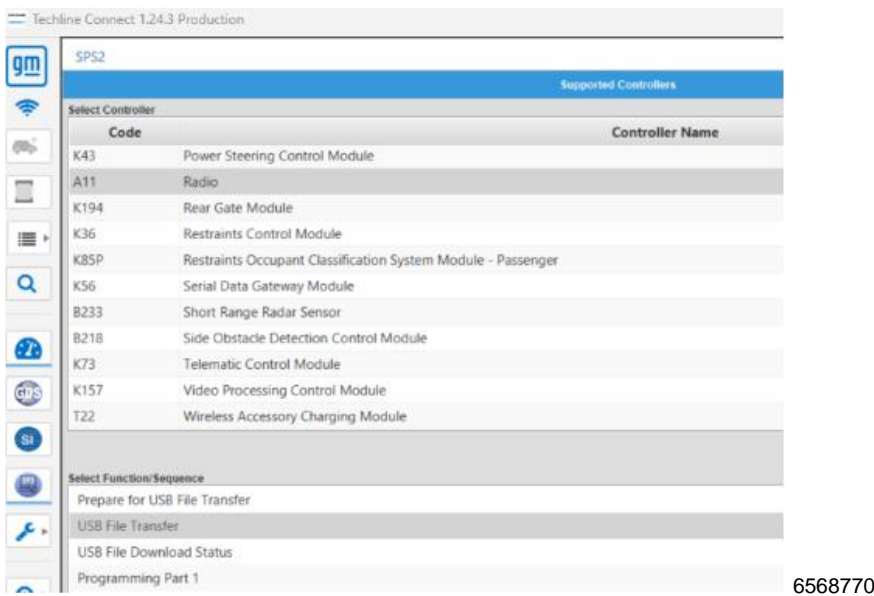 Techline Connect 1.24.3 Production
gm
SPS2
Supported Controllers
Select Controller
Code Controller Name
K43 Power Steering Control Module
A11 Radio
K194 Rear Gate Module
K36 Restraints Control Module
K85P Restraints Occupant Classification System Module - Passenger
K56 Serial Data Gateway Module
B233 Short Range Radar Sensor
B218 Side Obstacle Detection Control Module
K73 Telematic Control Module
K157 Video Processing Control Module
T22 Wireless Accessory Charging Module
GDS
SI
Select Function/Sequence
Prepare for USB File Transfer
USB File Transfer
USB File Download Status
Programming Part 1
6568770